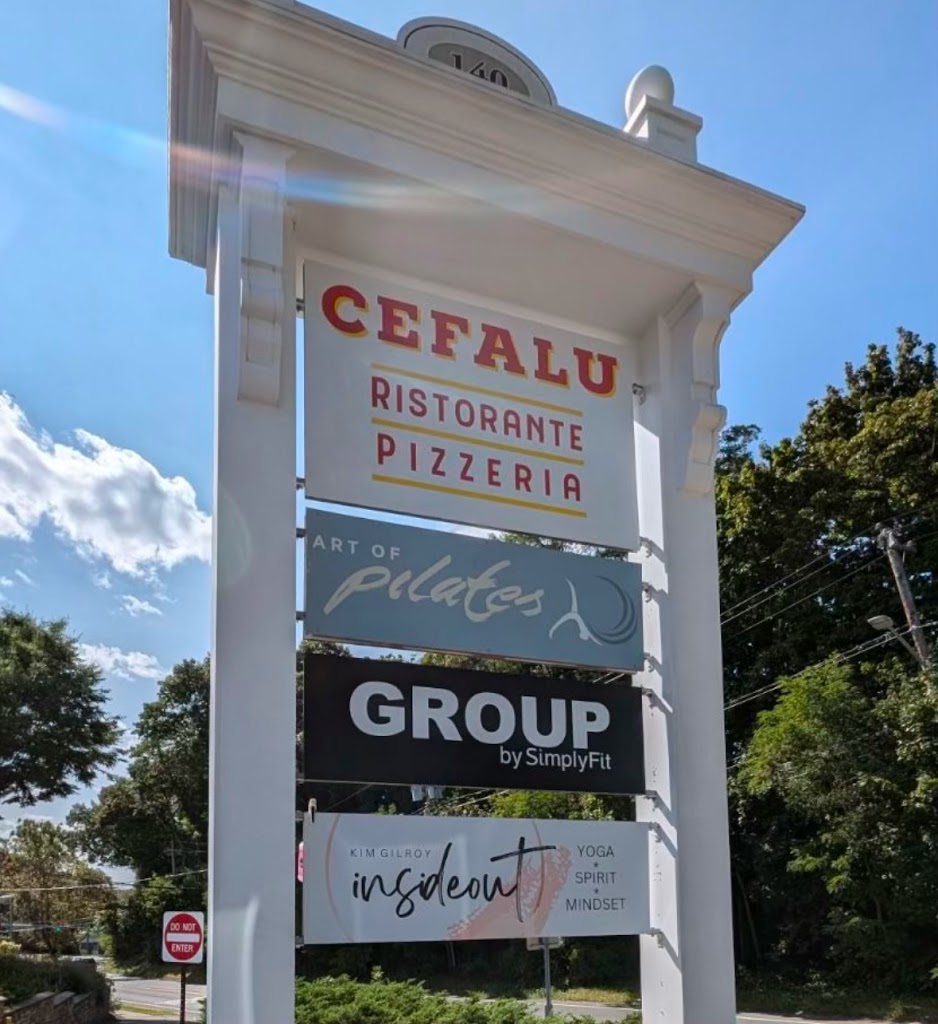 140
CEFALU
RISTORANTE
PIZZERIA
ART OF
pilates
GROUP
by SimplyFit
KIM GILROY
insideout
YOGA
SPIRIT
MINDSET
DO NOT
ENTER